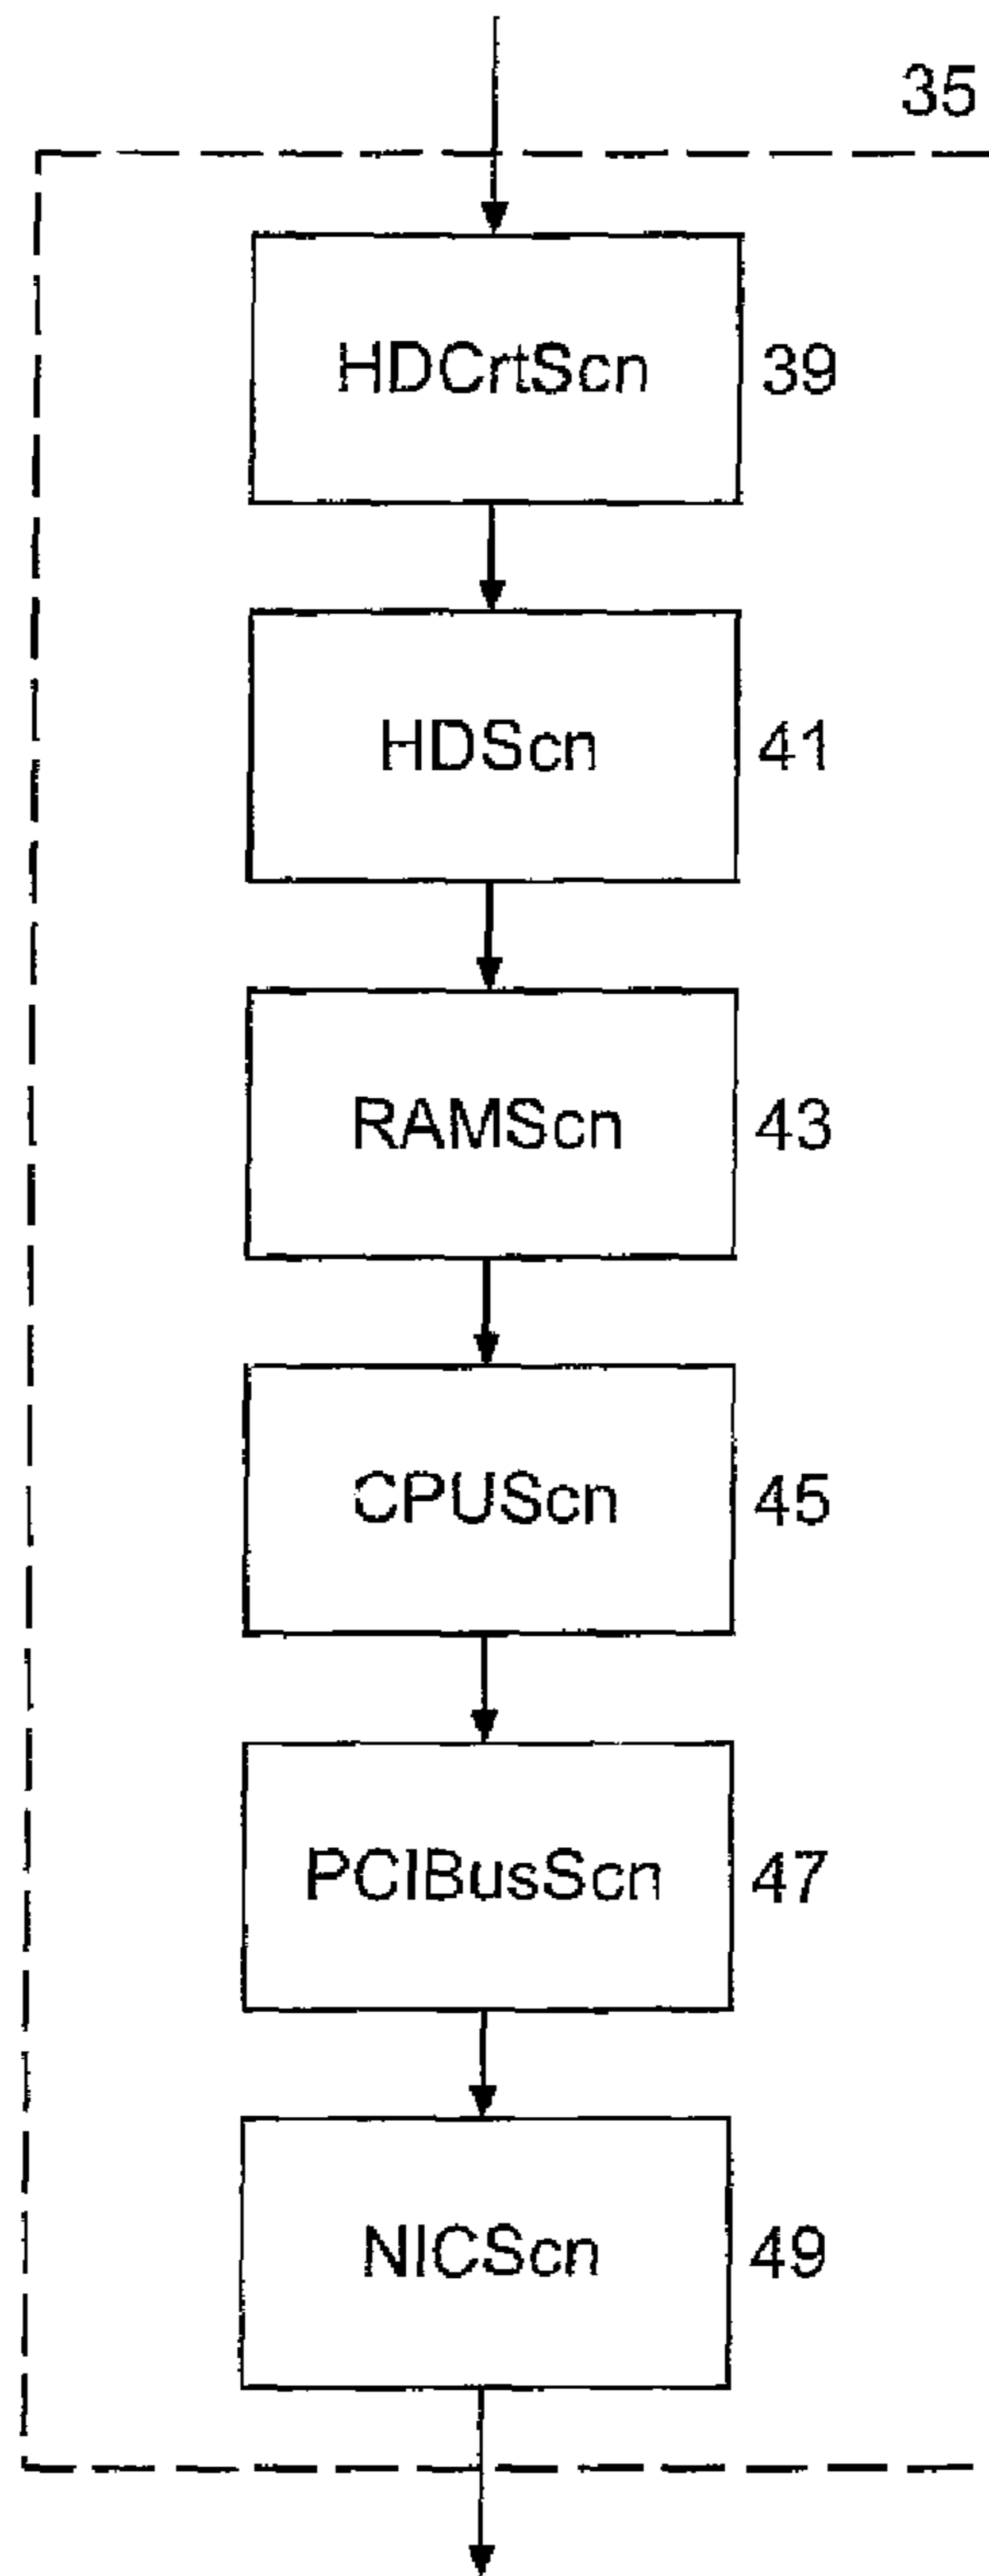 35
HDCrtScn 39
HDScn 41
RAMScn 43
CPUScn 45
PCIBusScn 47
NICScn 49